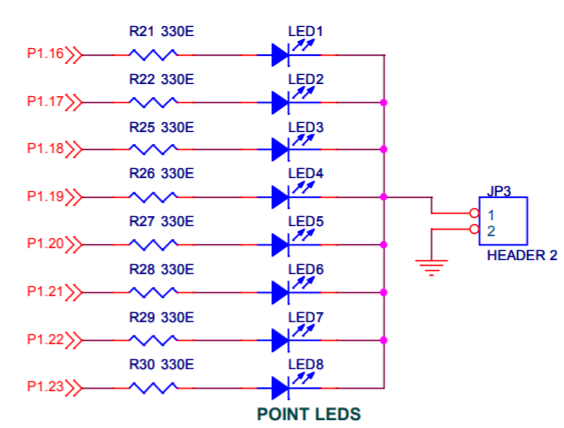 R21 330E LED1
P1.16
R22 330E LED2
P1.17
R25 330E LED3
P1.18
R26 330E LED4
P1.19
JP3
1
2
HEADER 2
R27 330E LED5
P1.20
R28 330E LED6
P1.21
R29 330E LED7
P1.22
R30 330E LED8
P1.23
POINT LEDS